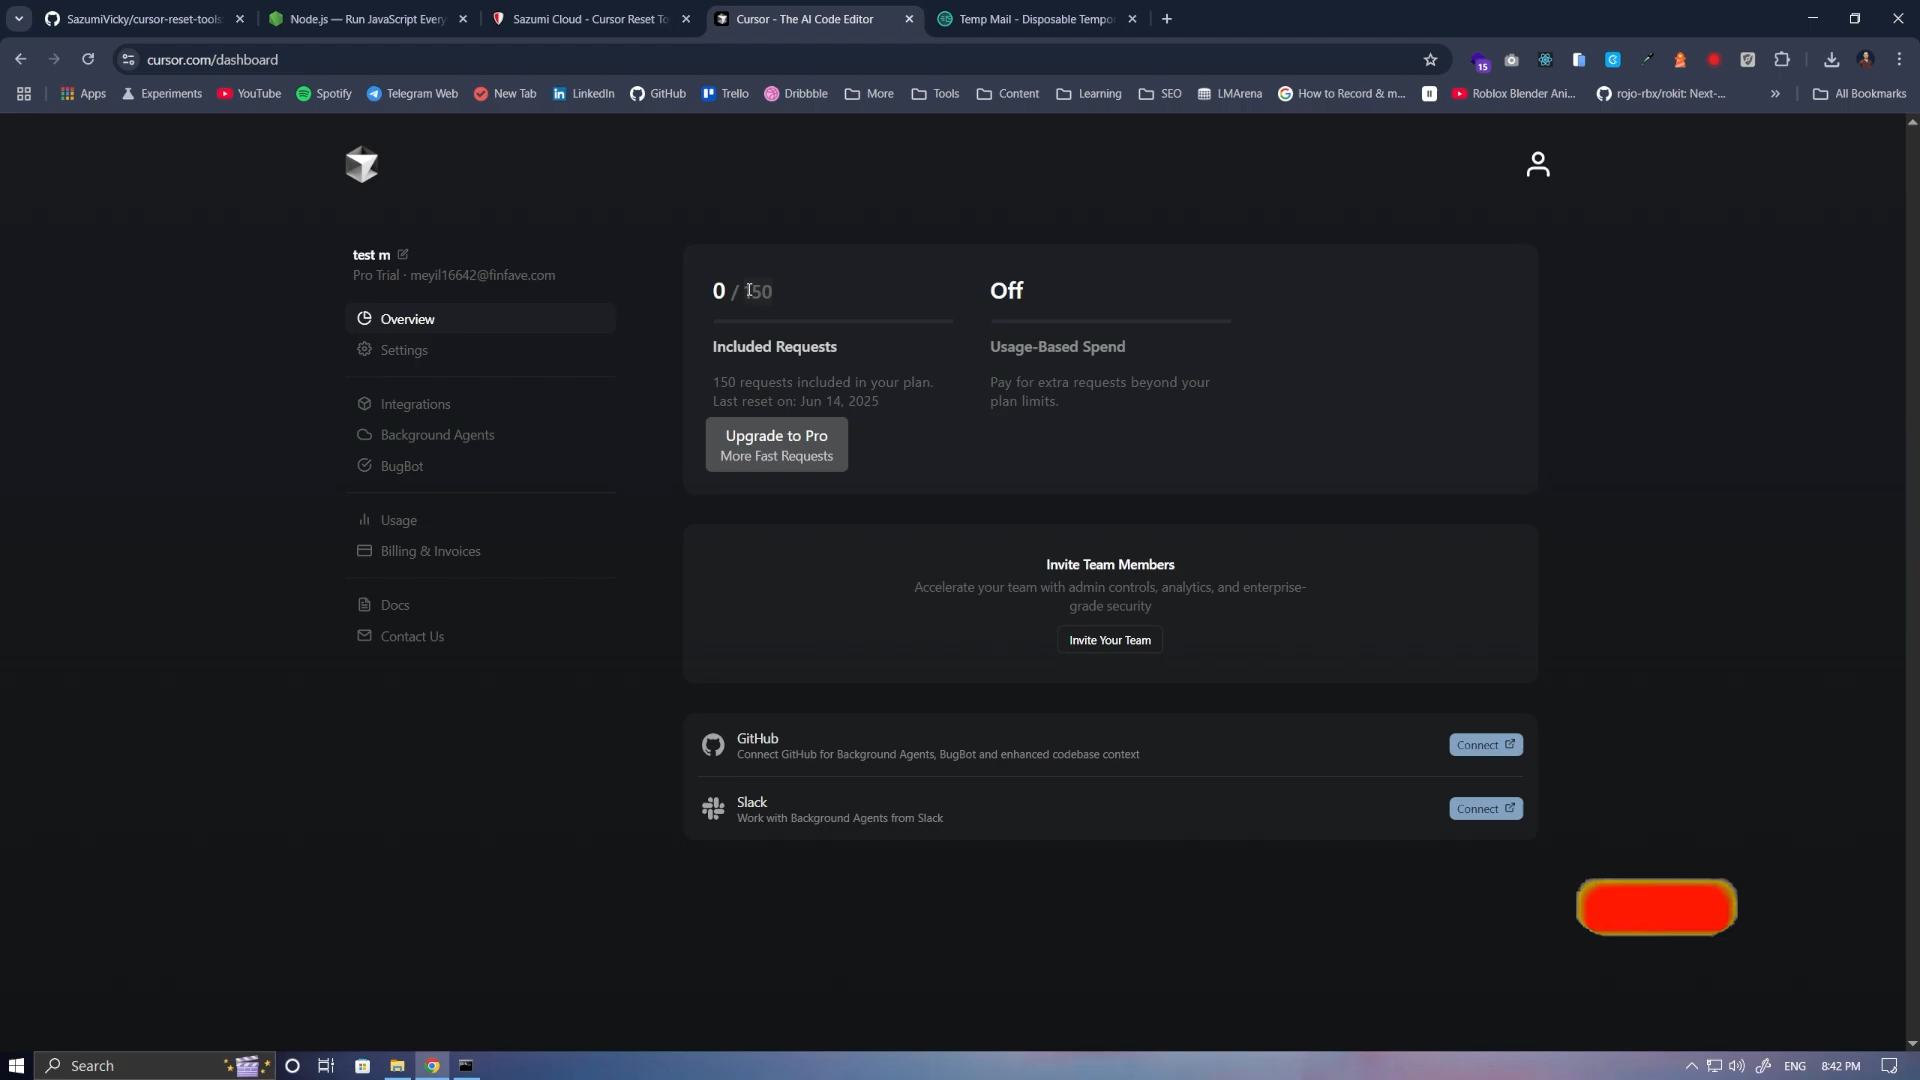 SazumiVicky/cursor-reset-tools
Node.js — Run JavaScript Every
Sazumi Cloud - Cursor Reset To
Cursor - The AI Code Editor
Temp Mail - Disposable Tempor
cursor.com/dashboard
15
Apps
Experiments
YouTube
Spotify
Telegram Web
New Tab
LinkedIn
GitHub
Trello
Dribbble
More
Tools
Content
Learning
SEO
LMArena
How to Record & m...
Roblox Blender Ani...
rojo-rbx/rokit: Next-...
All Bookmarks
test m
Pro Trial · meyil16642@finfave.com
Overview
Settings
Integrations
Background Agents
BugBot
Usage
Billing & Invoices
Docs
Contact Us
0 / 150
Included Requests
150 requests included in your plan.
Last reset on: Jun 14, 2025
Upgrade to Pro
More Fast Requests
Off
Usage-Based Spend
Pay for extra requests beyond your
plan limits.
Invite Team Members
Accelerate your team with admin controls, analytics, and enterprise-
grade security
Invite Your Team
GitHub
Connect GitHub for Background Agents, BugBot and enhanced codebase context
Connect
Slack
Work with Background Agents from Slack
Connect
Search
ENG
8:42 PM